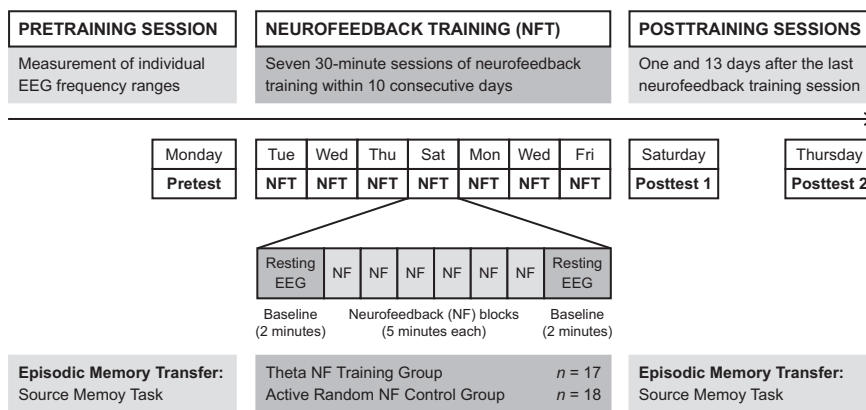 PRETRAINING SESSION
Measurement of individual
EEG frequency ranges
NEUROFEEDBACK TRAINING (NFT)
Seven 30-minute sessions of neurofeedback
training within 10 consecutive days
POSTTRAINING SESSIONS
One and 13 days after the last
neurofeedback training session
Monday Tue Wed Thu Sat Mon Wed Fri Saturday Thursday
Pretest NFT NFT NFT NFT NFT NFT NFT Posttest 1 Posttest 2
Resting
EEG
NF NF NF NF NF NF
Resting
EEG
Baseline
(2 minutes)
Neurofeedback (NF) blocks
(5 minutes each)
Baseline
(2 minutes)
Episodic Memory Transfer:
Source Memoy Task
Theta NF Training Group n = 17
Active Random NF Control Group n = 18
Episodic Memory Transfer:
Source Memoy Task